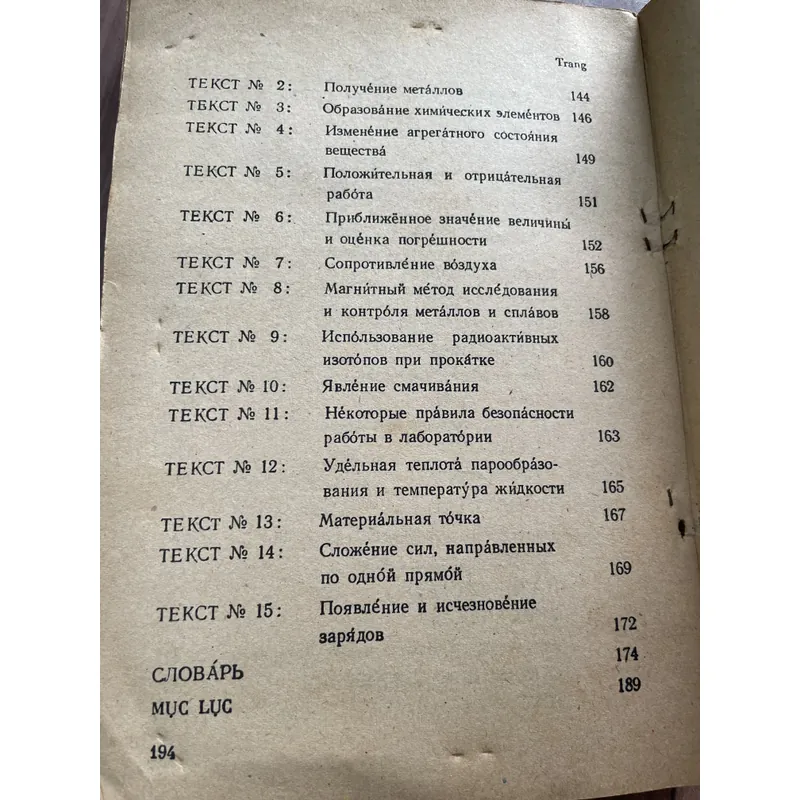 Trang
ТЕКСТ № 2: Получе́ние мета́ллов 144
ТБКСТ № 3: Образова́ние хими́ческих элеме́нтов 146
ТЕКСТ № 4: Измене́ние агрега́тного состоя́ния
вещества́ 149
ТЕКСТ № 5: Положи́тельная и отрица́тельная
рабо́та 151
ТЕКСТ № 6: Приближённое значе́ние величины́
и оце́нка погре́шности 152
ТЕКСТ № 7: Сопротивле́ние во́здуха 156
ТЕКСТ № 8: Магни́тный ме́тод иссле́дования
и контро́ля мета́ллов и спла́вов 158
ТЕКСТ № 9: Испо́льзование радиоакти́вных
изото́пов при прока́тке 160
ТЕКСТ № 10: Явле́ние сма́чивания 162
ТЕКСТ № 11: Не́которые пра́вила безопа́сности
рабо́ты в лаборато́рии 163
ТЕКСТ № 12: Уде́льная теплота́ парообра́зо-
вания и температу́ра жи́дкости 165
ТЕКСТ № 13: Материа́льная то́чка 167
ТЕКСТ № 14: Сложе́ние сил, напра́вленных
по одно́й прямо́й 169
ТЕКСТ № 15: Появле́ние и исчезнове́ние
заря́дов 172
СЛОВА́РЬ 174
MỤC LỤC 189
194